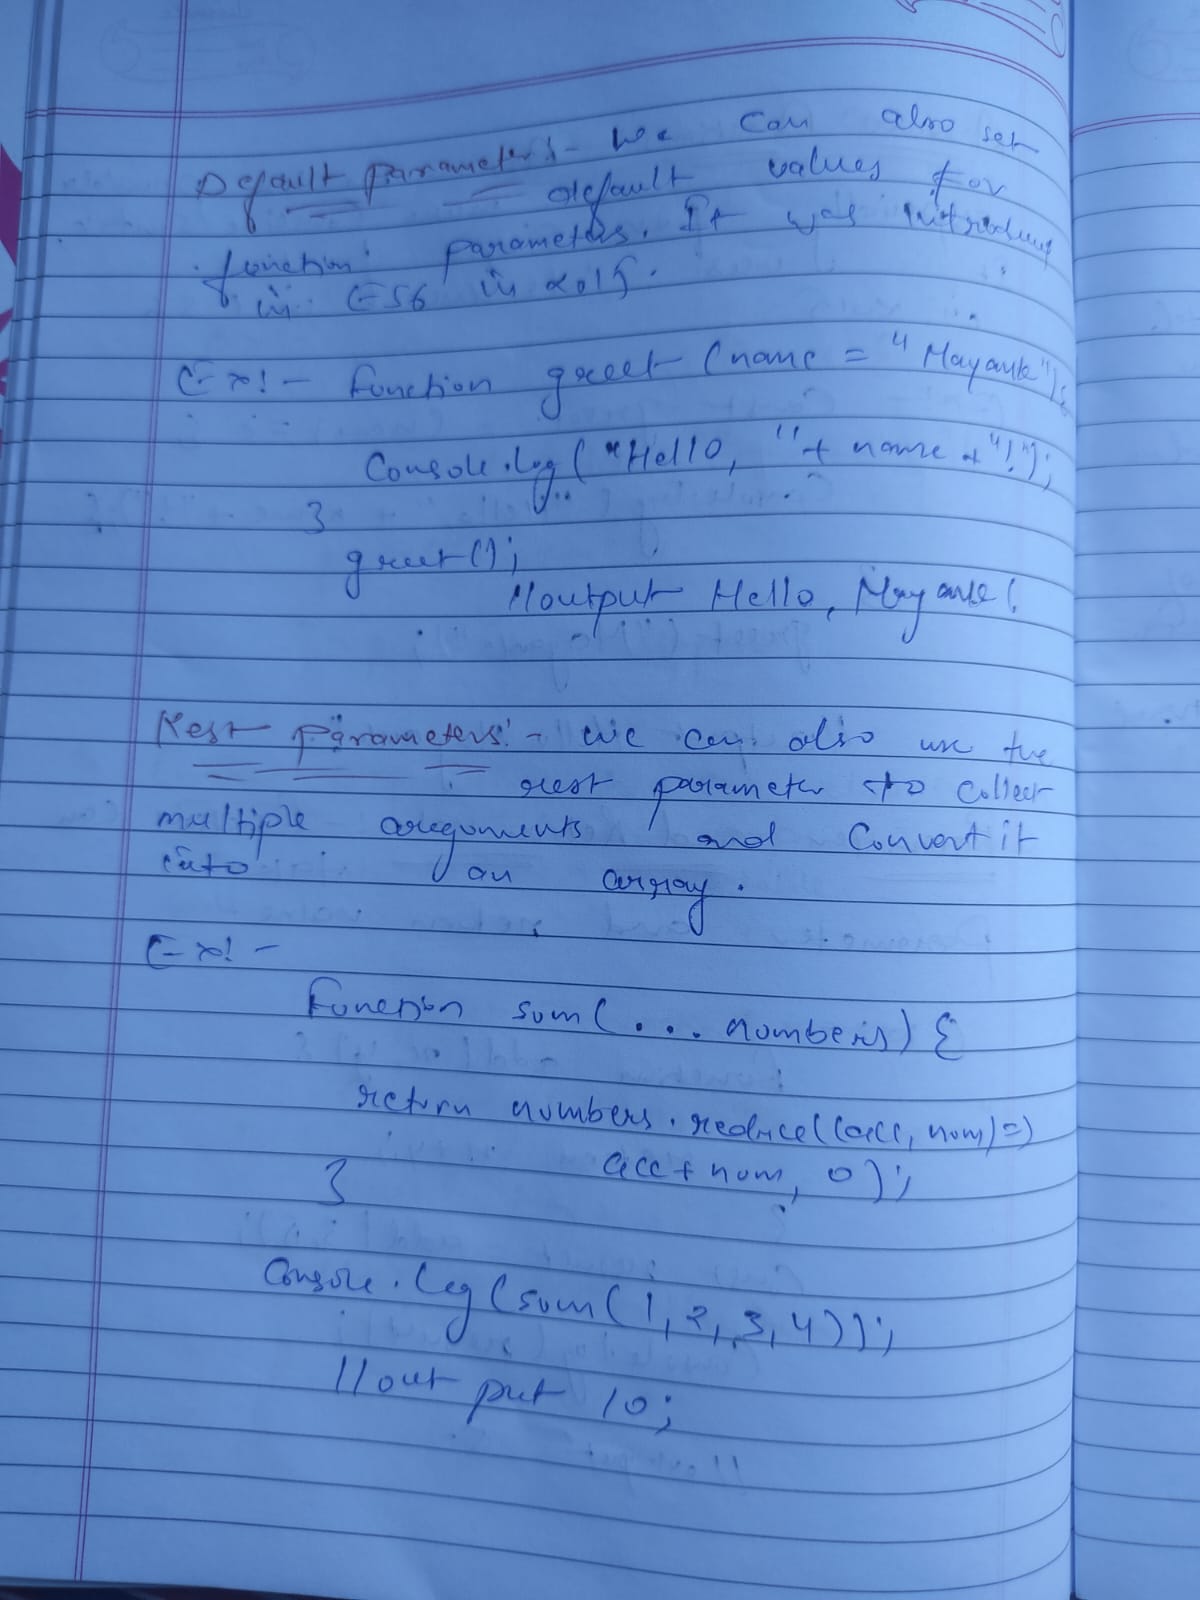 Default Parameters:- We can also set
default values for
function parameters. It was introduces
in ES6 in 2015.
Ex:- Function greet (name = "Mayank"){
Console.log("Hello, "+ name +"!");
}
greet();
//output Hello, Mayank!
Rest Parameters:- we can also use the
rest parameter to collect
multiple arguments and Convert it
into an array.
Ex:-
Function sum(...numbers) {
return numbers.reduce((acc, num)=>
acc+num, 0);
}
Console.log(sum(1,2,3,4));
//output 10;